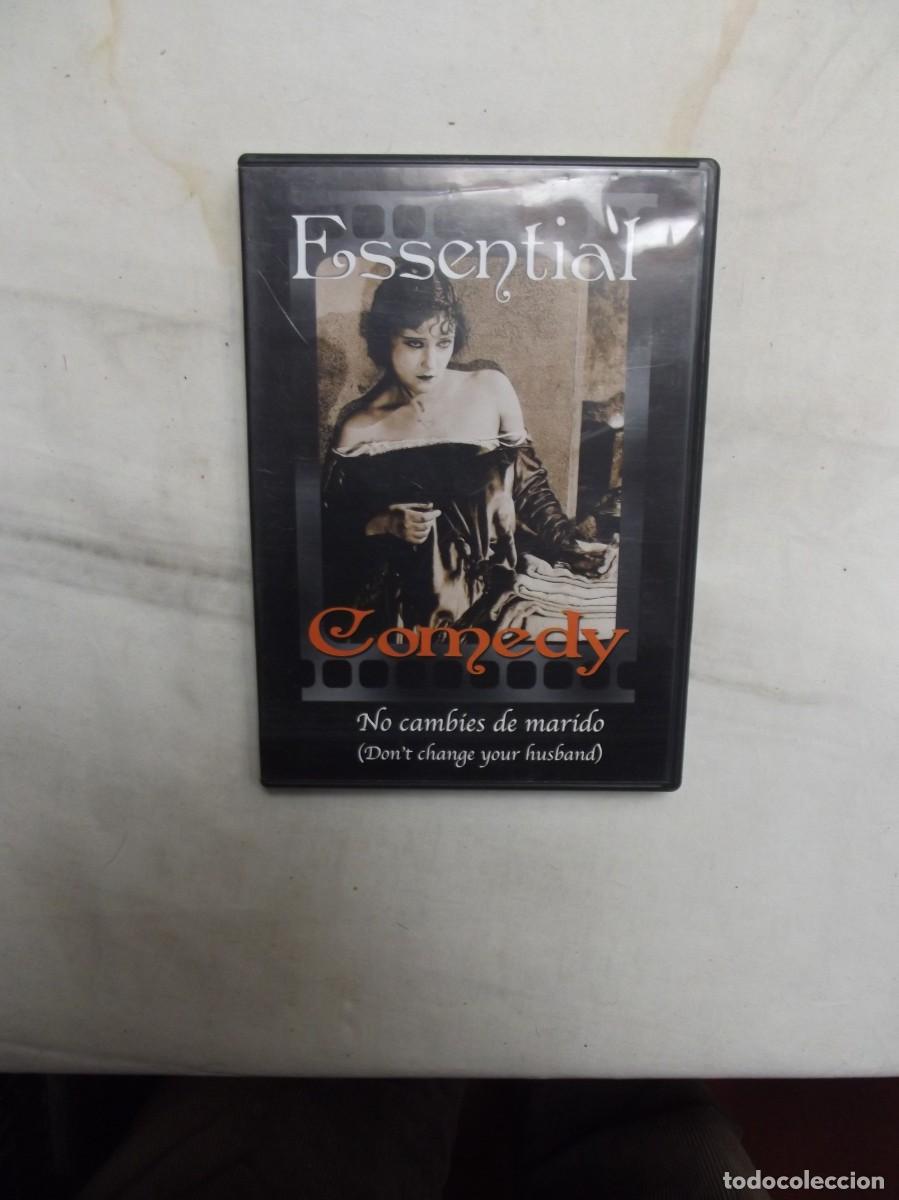 Essential
Comedy
No cambies de marido
(Don't change your husband)
todocoleccion